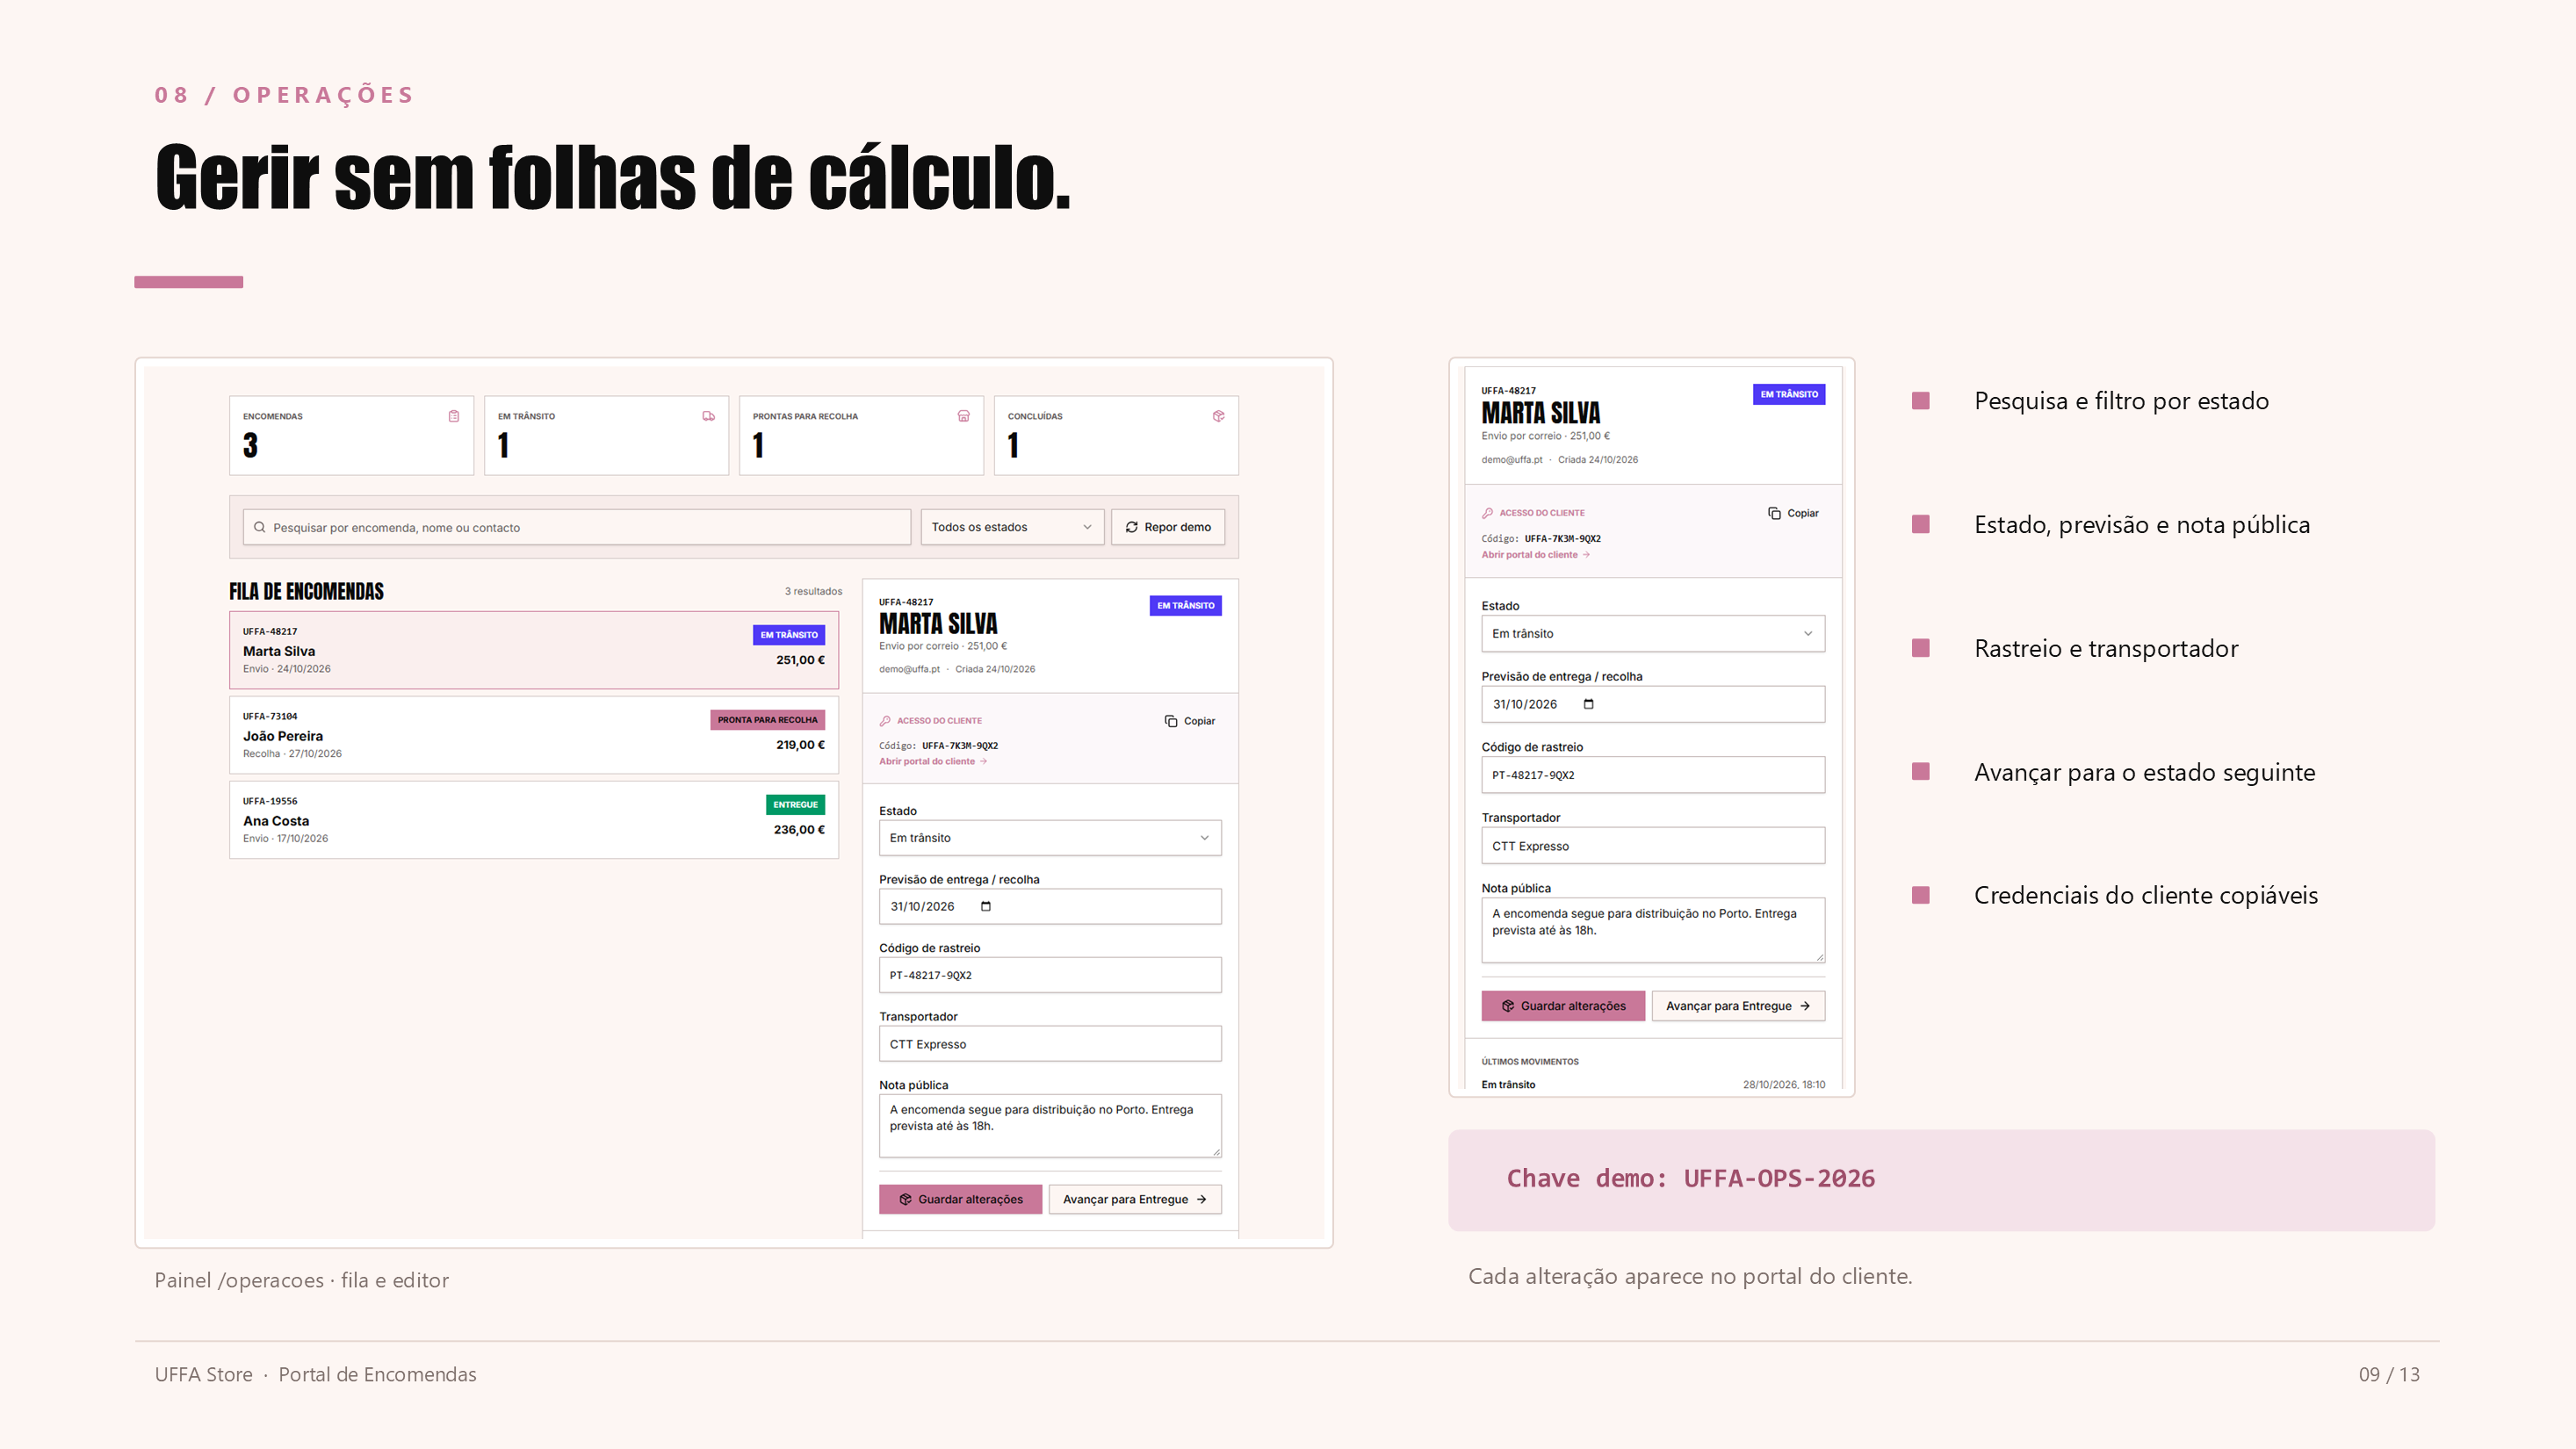 08 / OPERAÇÕES
Gerir sem folhas de cálculo.
ENCOMENDAS
3
EM TRÂNSITO
1
PRONTAS PARA RECOLHA
1
CONCLUÍDAS
1
Pesquisar por encomenda, nome ou contacto
Todos os estados
Repor demo
FILA DE ENCOMENDAS
3 resultados
UFFA-48217
EM TRÂNSITO
Marta Silva
251,00 €
Envio · 24/10/2026
UFFA-73104
PRONTA PARA RECOLHA
João Pereira
219,00 €
Recolha · 27/10/2026
UFFA-19556
ENTREGUE
Ana Costa
236,00 €
Envio · 17/10/2026
UFFA-48217
EM TRÂNSITO
MARTA SILVA
Envio por correio · 251,00 €
demo@uffa.pt · Criada 24/10/2026
ACESSO DO CLIENTE
Copiar
Código: UFFA-7K3M-9QX2
Abrir portal do cliente →
Estado
Em trânsito
Previsão de entrega / recolha
31/10/2026
Código de rastreio
PT-48217-9QX2
Transportador
CTT Expresso
Nota pública
A encomenda segue para distribuição no Porto. Entrega
prevista até às 18h.
Guardar alterações
Avançar para Entregue →
Painel /operacoes · fila e editor
UFFA-48217
EM TRÂNSITO
MARTA SILVA
Envio por correio · 251,00 €
demo@uffa.pt · Criada 24/10/2026
ACESSO DO CLIENTE
Copiar
Código: UFFA-7K3M-9QX2
Abrir portal do cliente →
Estado
Em trânsito
Previsão de entrega / recolha
31/10/2026
Código de rastreio
PT-48217-9QX2
Transportador
CTT Expresso
Nota pública
A encomenda segue para distribuição no Porto. Entrega
prevista até às 18h.
Guardar alterações
Avançar para Entregue →
ÚLTIMOS MOVIMENTOS
Em trânsito
28/10/2026, 18:10
Pesquisa e filtro por estado
Estado, previsão e nota pública
Rastreio e transportador
Avançar para o estado seguinte
Credenciais do cliente copiáveis
Chave demo: UFFA-OPS-2026
Cada alteração aparece no portal do cliente.
UFFA Store · Portal de Encomendas
09 / 13